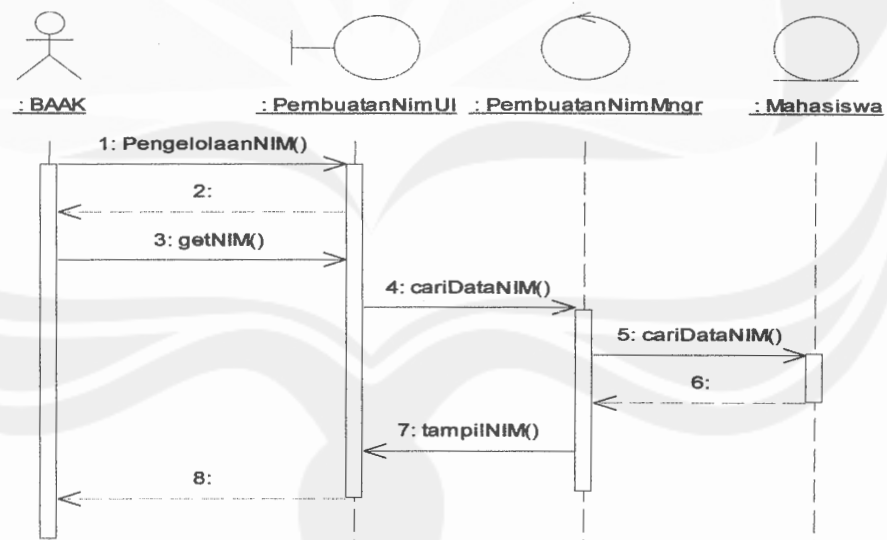 : BAAK
: PembuatanNimUI
: PembuatanNimMngr
: Mahasiswa
1: PengelolaanNIM()
2:
3: getNIM()
4: cariDataNIM()
5: cariDataNIM()
6:
7: tampilNIM()
8: